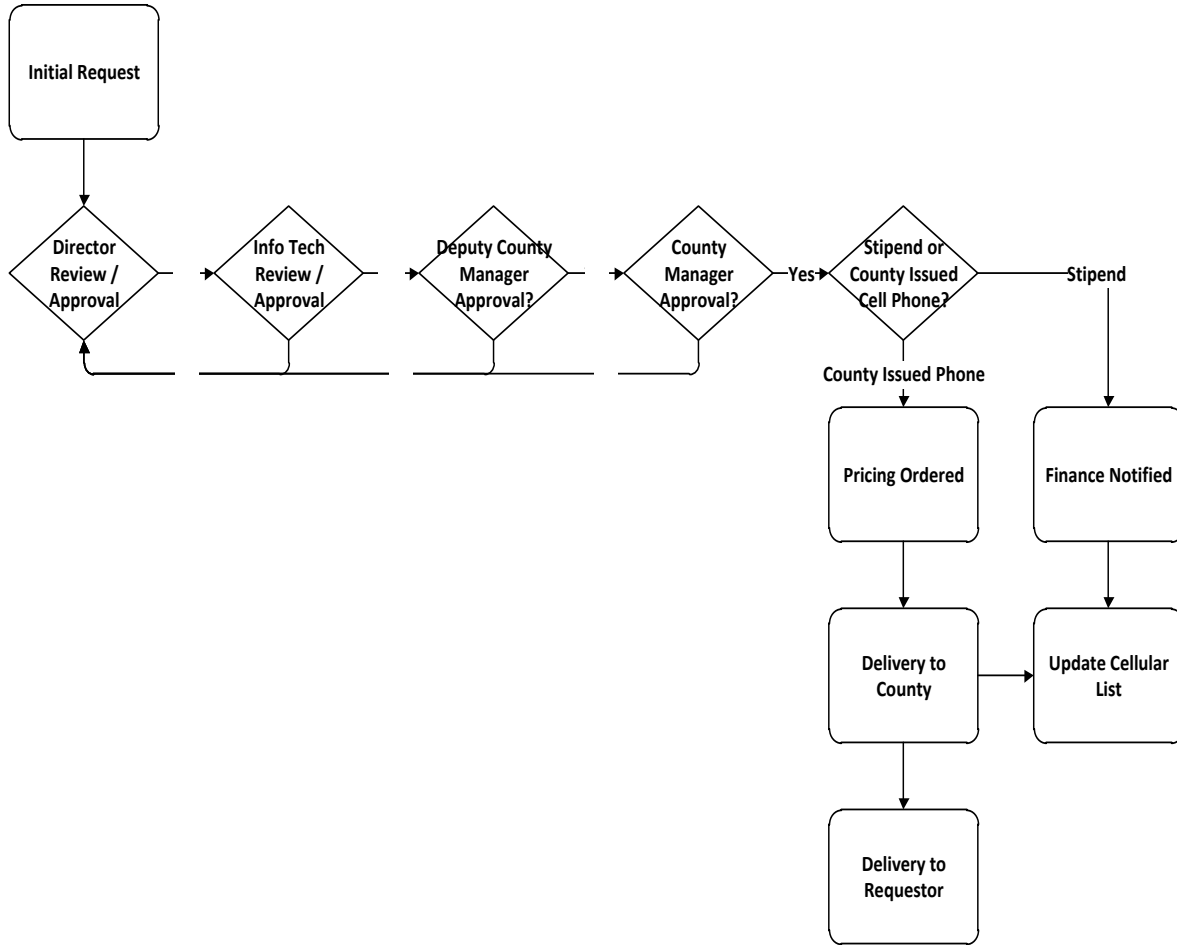 Initial Request
Director
Review /
Approval
Info Tech
Review /
Approval
Deputy County
Manager
Approval?
County
Manager
Approval?
Yes
Stipend or
County Issued
Cell Phone?
Stipend
County Issued Phone
Pricing Ordered
Finance Notified
Delivery to
County
Update Cellular
List
Delivery to
Requestor